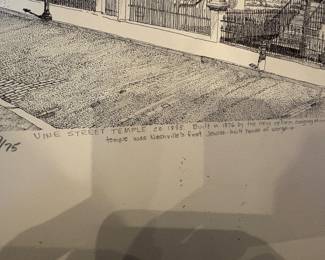 VINE STREET TEMPLE ca 1895. Built in 1876 by the
temple was Nashville's first Jewish-built house of worship.
/75